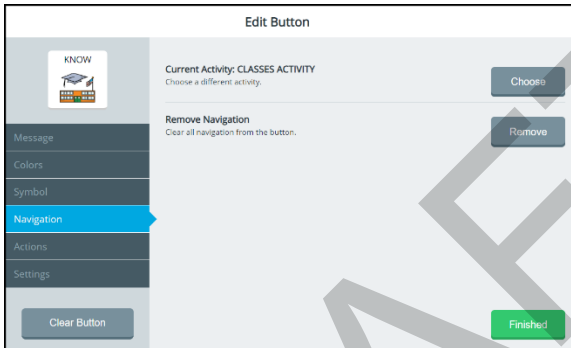 Edit Button
KNOW
Message
Colors
Symbol
Navigation
Actions
Settings
Clear Button
Current Activity: CLASSES ACTIVITY
Choose a different activity.
Choose
Remove Navigation
Clear all navigation from the button.
Remove
Finished